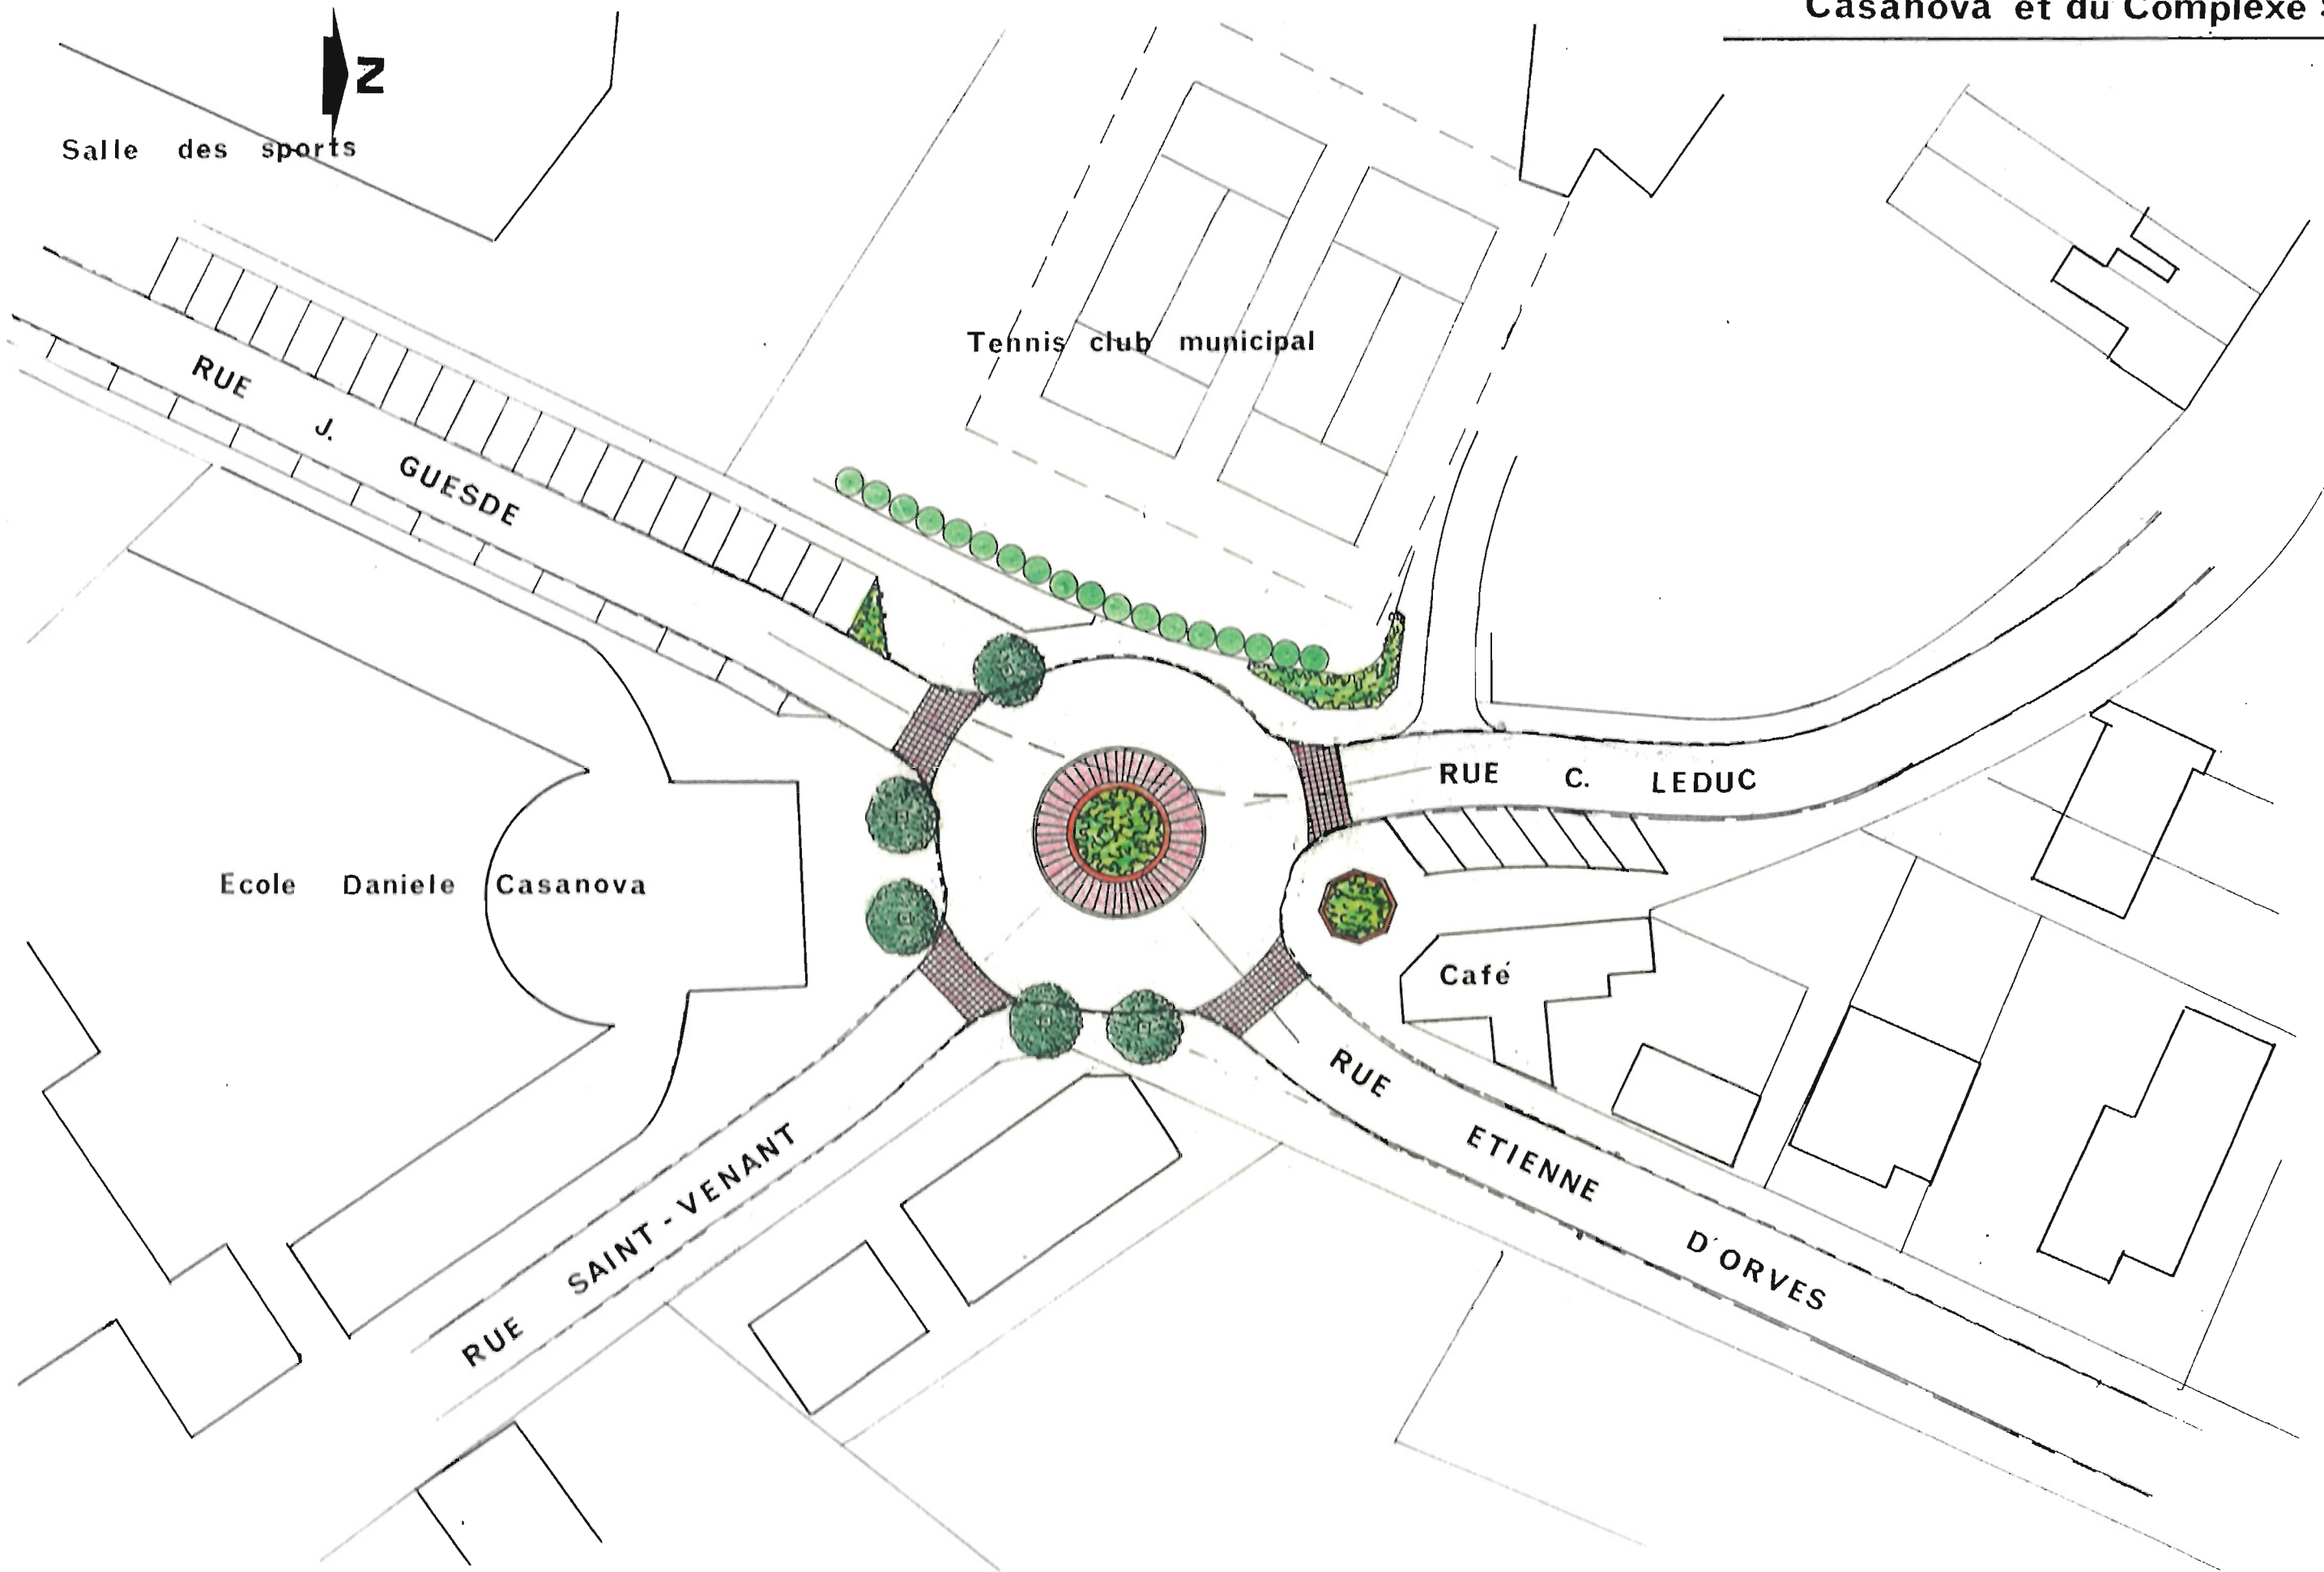 Casanova et du Complexe
N
Salle des sports
Tennis club municipal
RUE J. GUESDE
RUE C. LEDUC
Ecole Daniele Casanova
Café
RUE ETIENNE D'ORVES
RUE SAINT-VENANT